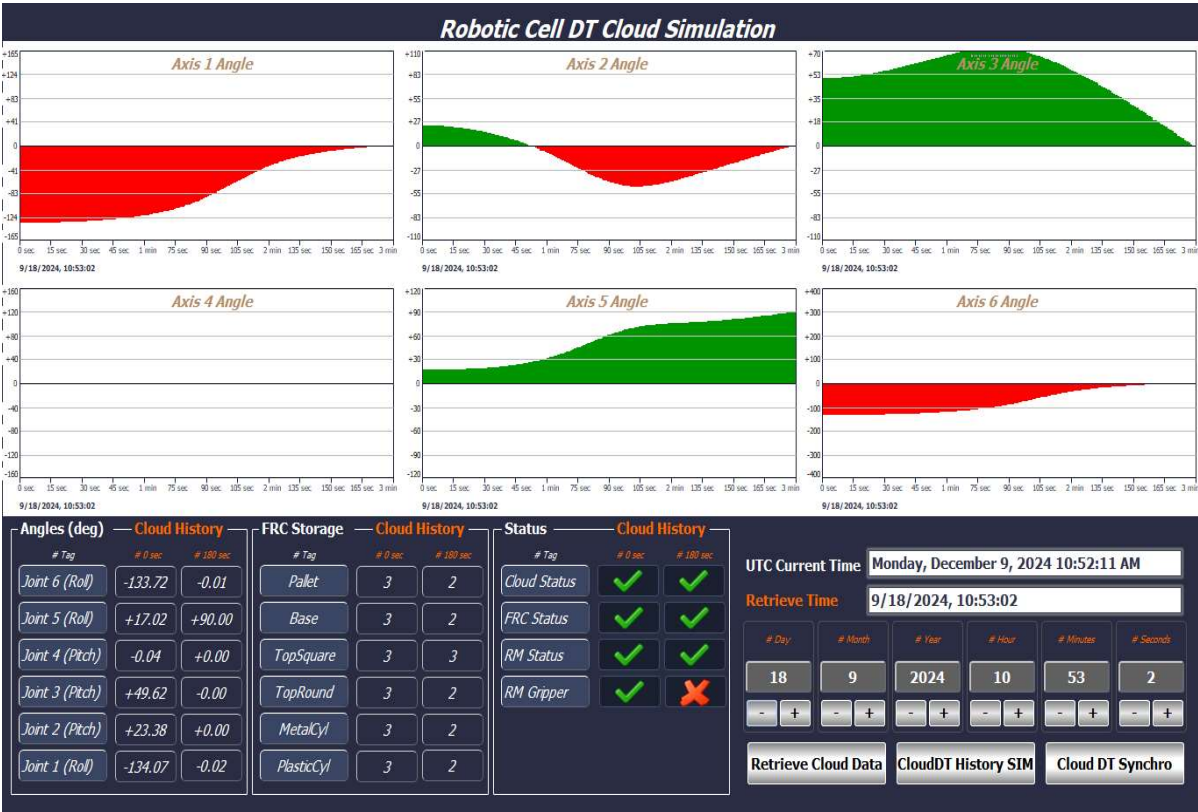 Robotic Cell DT Cloud Simulation
Axis 1 Angle
+165
+124
+83
+41
0
-41
-83
-124
-165
0 sec 15 sec 30 sec 45 sec 1 min 75 sec 90 sec 105 sec 2 min 135 sec 150 sec 165 sec 3 min
9/18/2024, 10:53:02
Axis 2 Angle
+110
+83
+55
+27
0
-27
-55
-83
-110
0 sec 15 sec 30 sec 45 sec 1 min 75 sec 90 sec 105 sec 2 min 135 sec 150 sec 165 sec 3 min
9/18/2024, 10:53:02
Axis 3 Angle
+70
+53
+35
+18
0
-27
-55
-83
-110
0 sec 15 sec 30 sec 45 sec 1 min 75 sec 90 sec 105 sec 2 min 135 sec 150 sec 165 sec 3 min
9/18/2024, 10:53:02
Axis 4 Angle
+160
+120
+80
+40
0
-40
-80
-120
-160
0 sec 15 sec 30 sec 45 sec 1 min 75 sec 90 sec 105 sec 2 min 135 sec 150 sec 165 sec 3 min
9/18/2024, 10:53:02
Axis 5 Angle
+120
+90
+60
+30
0
-30
-60
-90
-120
0 sec 15 sec 30 sec 45 sec 1 min 75 sec 90 sec 105 sec 2 min 135 sec 150 sec 165 sec 3 min
9/18/2024, 10:53:02
Axis 6 Angle
+400
+300
+200
+100
0
-100
-200
-300
-400
0 sec 15 sec 30 sec 45 sec 1 min 75 sec 90 sec 105 sec 2 min 135 sec 150 sec 165 sec 3 min
9/18/2024, 10:53:02
Angles (deg) Cloud History
# Tag # 0 sec # 180 sec
Joint 6 (Roll) -133.72 -0.01
Joint 5 (Roll) +17.02 +90.00
Joint 4 (Pitch) -0.04 +0.00
Joint 3 (Pitch) +49.62 -0.00
Joint 2 (Pitch) +23.38 +0.00
Joint 1 (Roll) -134.07 -0.02
FRC Storage Cloud History
# Tag # 0 sec # 180 sec
Pallet 3 2
Base 3 2
TopSquare 3 3
TopRound 3 2
MetalCyl 3 2
PlasticCyl 3 2
Status Cloud History
# Tag # 0 sec # 180 sec
Cloud Status
FRC Status
RM Status
RM Gripper
UTC Current Time Monday, December 9, 2024 10:52:11 AM
Retrieve Time 9/18/2024, 10:53:02
# Day # Month # Year # Hour # Minutes # Seconds
18 9 2024 10 53 2
- + - + - + - + - + - +
Retrieve Cloud Data CloudDT History SIM Cloud DT Synchro